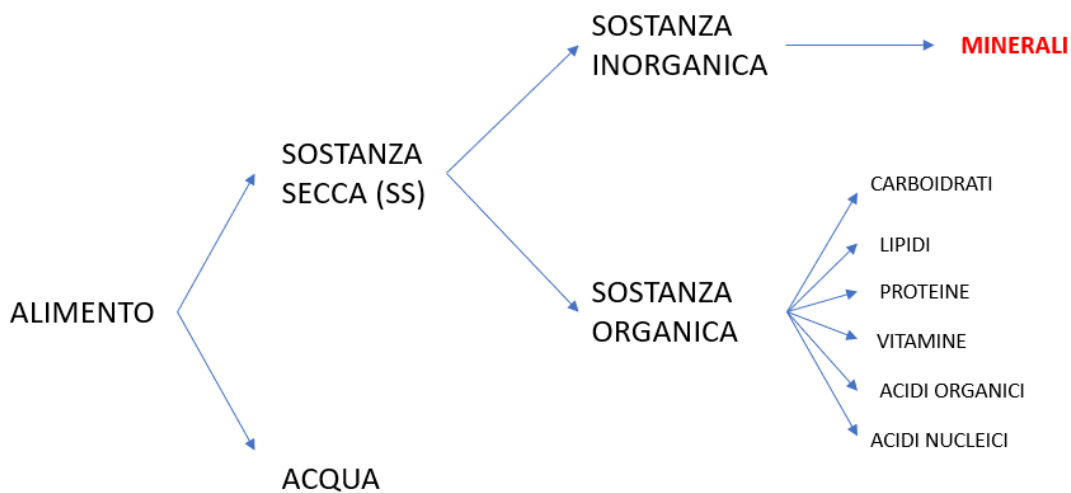 SOSTANZA
INORGANICA
MINERALI
SOSTANZA
SECCA (SS)
CARBOIDRATI
LIPIDI
PROTEINE
SOSTANZA
ORGANICA
ALIMENTO
VITAMINE
ACIDI ORGANICI
ACIDI NUCLEICI
ACQUA